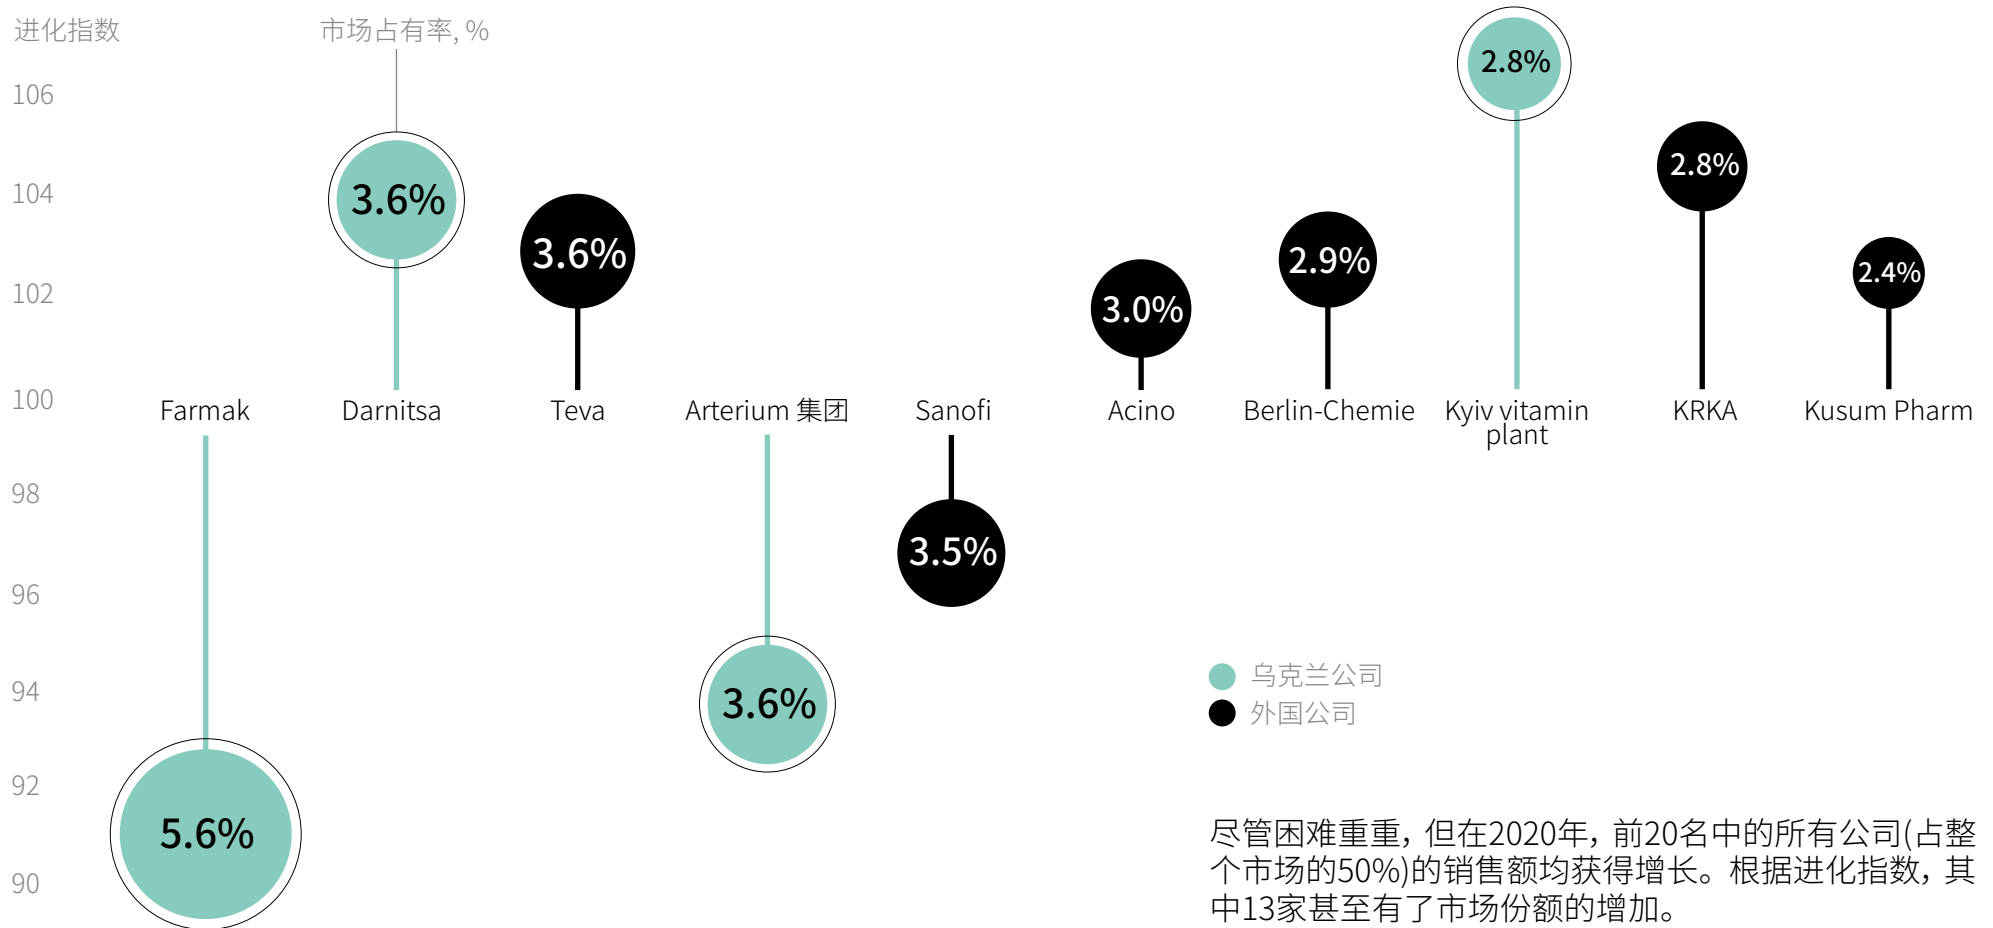 进化指数
市场占有率, %
106
104
102
100
98
96
94
92
90
5.6%
3.6%
3.6%
3.6%
3.5%
3.0%
2.9%
2.8%
2.8%
2.4%
Farmak
Darnitsa
Teva
Arterium 集团
Sanofi
Acino
Berlin-Chemie
Kyiv vitamin
plant
KRKA
Kusum Pharm
乌克兰公司
外国公司
尽管困难重重，但在2020年，前20名中的所有公司(占整
个市场的50%)的销售额均获得增长。根据进化指数，其
中13家甚至有了市场份额的增加。